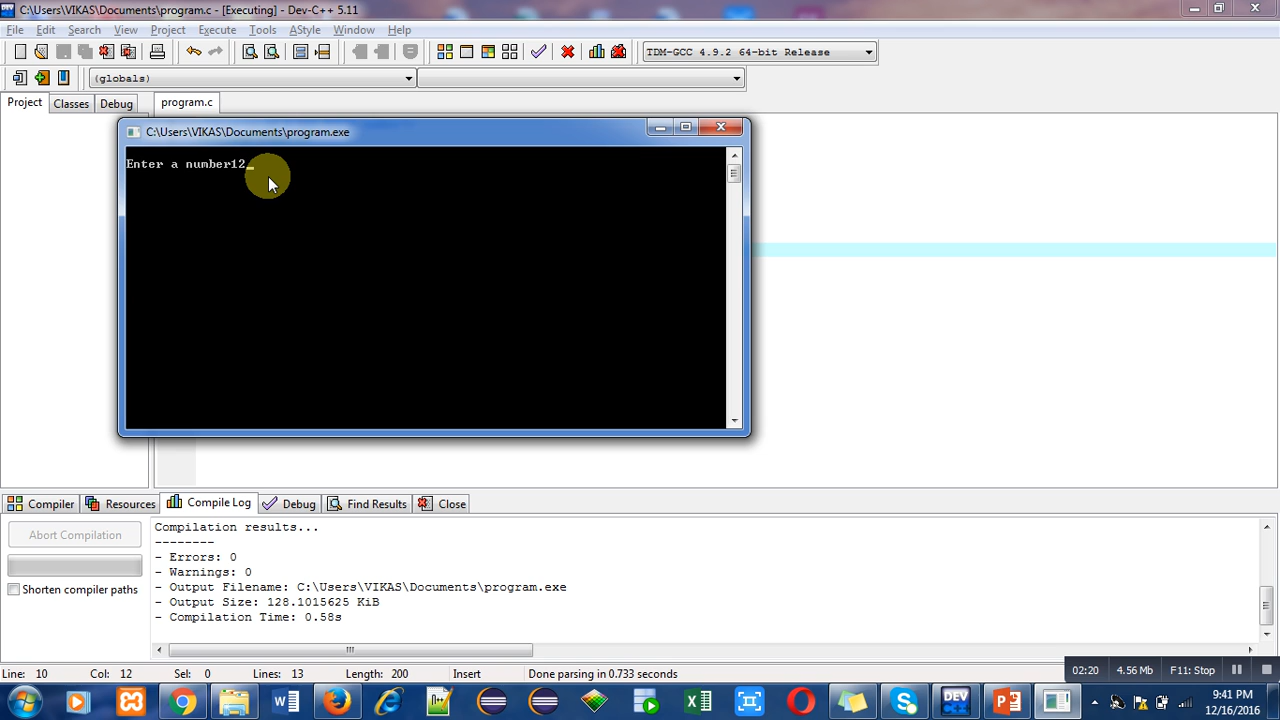 C:\Users\VIKAS\Documents\program.c - [Executing] - Dev-C++ 5.11
File Edit Search View Project Execute Tools AStyle Window Help
TDM-GCC 4.9.2 64-bit Release
(globals)
Project Classes Debug program.c
C:\Users\VIKAS\Documents\program.exe
Enter a number12_
Compiler Resources Compile Log Debug Find Results Close
Abort Compilation
Shorten compiler paths
Compilation results...
--------
- Errors: 0
- Warnings: 0
- Output Filename: C:\Users\VIKAS\Documents\program.exe
- Output Size: 128.1015625 KiB
- Compilation Time: 0.58s
Line: 10 Col: 12 Sel: 0 Lines: 13 Length: 200 Insert Done parsing in 0.733 seconds
02:20 4.56 Mb F11: Stop
DEV C++
9:41 PM
12/16/2016